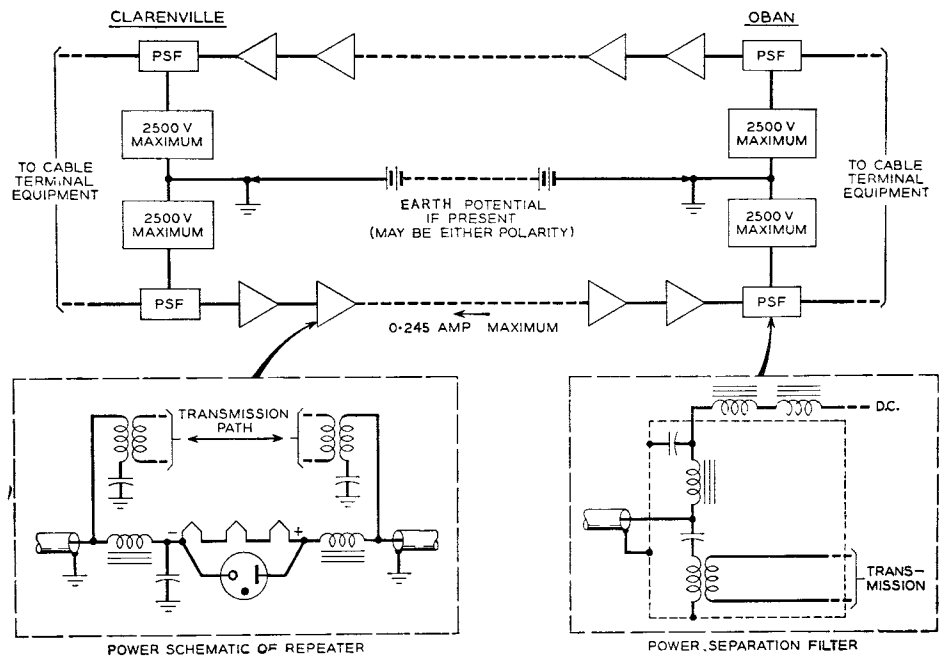 CLARENVILLE
OBAN
PSF
PSF
2500 V
MAXIMUM
2500 V
MAXIMUM
TO CABLE
TERMINAL
EQUIPMENT
TO CABLE
TERMINAL
EQUIPMENT
EARTH POTENTIAL
IF PRESENT
(MAY BE EITHER POLARITY)
2500 V
MAXIMUM
2500 V
MAXIMUM
PSF
PSF
0·245 AMP MAXIMUM
TRANSMISSION
PATH
- +
POWER SCHEMATIC OF REPEATER
D.C.
TRANS-
MISSION
POWER SEPARATION FILTER